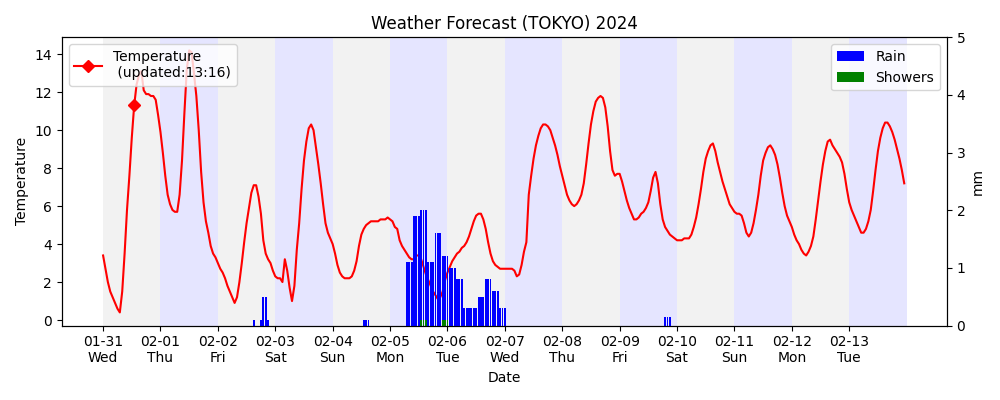 Weather Forecast (TOKYO) 2024
Temperature
(updated:13:16)
Rain
Showers
14
12
10
8
6
4
2
0
Temperature
5
4
3
2
1
0
mm
01-31 02-01 02-02 02-03 02-04 02-05 02-06 02-07 02-08 02-09 02-10 02-11 02-12 02-13
Wed Thu Fri Sat Sun Mon Tue Wed Thu Fri Sat Sun Mon Tue
Date